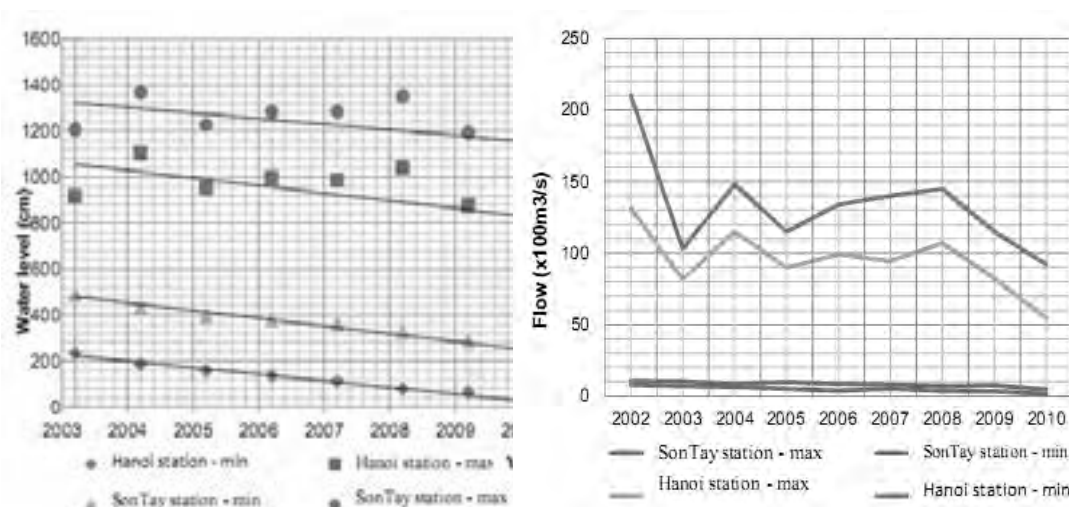 1600
1400
1200
1000
800
600
400
200
0
Water level (cm)
2003 2004 2005 2006 2007 2008 2009
Hanoi station - min
Hanoi station - max
SonTay station - min
SonTay station - max
250
200
150
100
50
0
Flow (x100m3/s)
2002 2003 2004 2005 2006 2007 2008 2009 2010
SonTay station - max
SonTay station - min
Hanoi station - max
Hanoi station - min